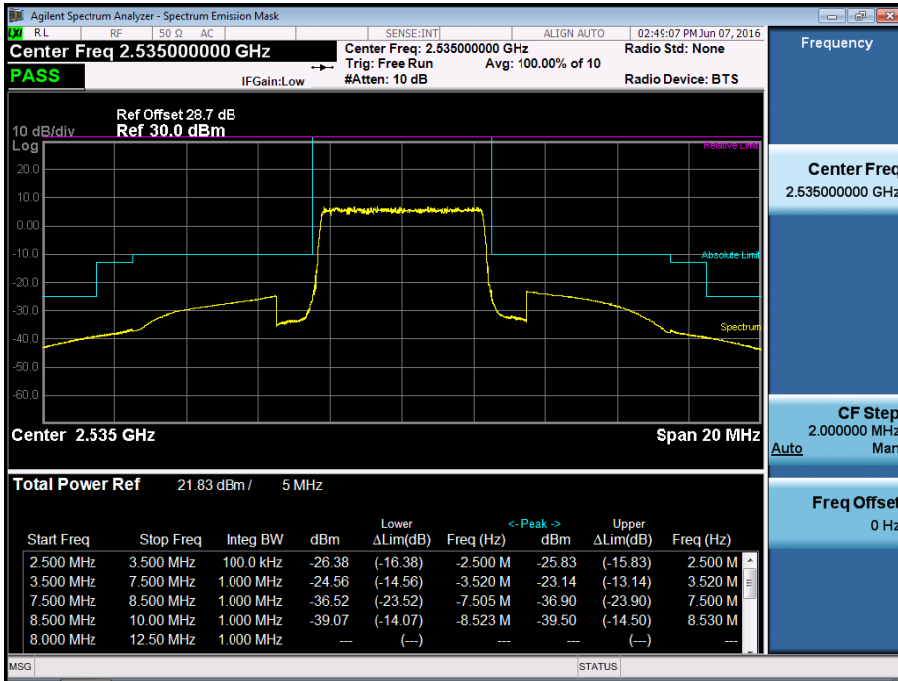 Agilent Spectrum Analyzer - Spectrum Emission Mask
LXI RL RF 50 Ω AC SENSE:INT ALIGN AUTO 02:49:07 PM Jun 07, 2016
Center Freq 2.535000000 GHz
Center Freq: 2.535000000 GHz Radio Std: None
Trig: Free Run Avg: 100.00% of 10
PASS IFGain:Low #Atten: 10 dB Radio Device: BTS
Ref Offset 28.7 dB
10 dB/div Ref 30.0 dBm
Log
Relative Limit
20.0
10.0
0.00
-10.0
Absolute Limit
-20.0
-30.0
Spectrum
-40.0
-50.0
-60.0
Center 2.535 GHz Span 20 MHz
Total Power Ref 21.83 dBm / 5 MHz
Lower <- Peak -> Upper
Start Freq Stop Freq Integ BW dBm ΔLim(dB) Freq (Hz) dBm ΔLim(dB) Freq (Hz)
2.500 MHz 3.500 MHz 100.0 kHz -26.38 (-16.38) -2.500 M -25.83 (-15.83) 2.500 M
3.500 MHz 7.500 MHz 1.000 MHz -24.56 (-14.56) -3.520 M -23.14 (-13.14) 3.520 M
7.500 MHz 8.500 MHz 1.000 MHz -36.52 (-23.52) -7.505 M -36.90 (-23.90) 7.500 M
8.500 MHz 10.00 MHz 1.000 MHz -39.07 (-14.07) -8.523 M -39.50 (-14.50) 8.530 M
8.000 MHz 12.50 MHz 1.000 MHz --- (---) --- --- (---) ---
MSG STATUS
Frequency
Center Freq
2.535000000 GHz
CF Step
2.000000 MHz
Auto Man
Freq Offset
0 Hz